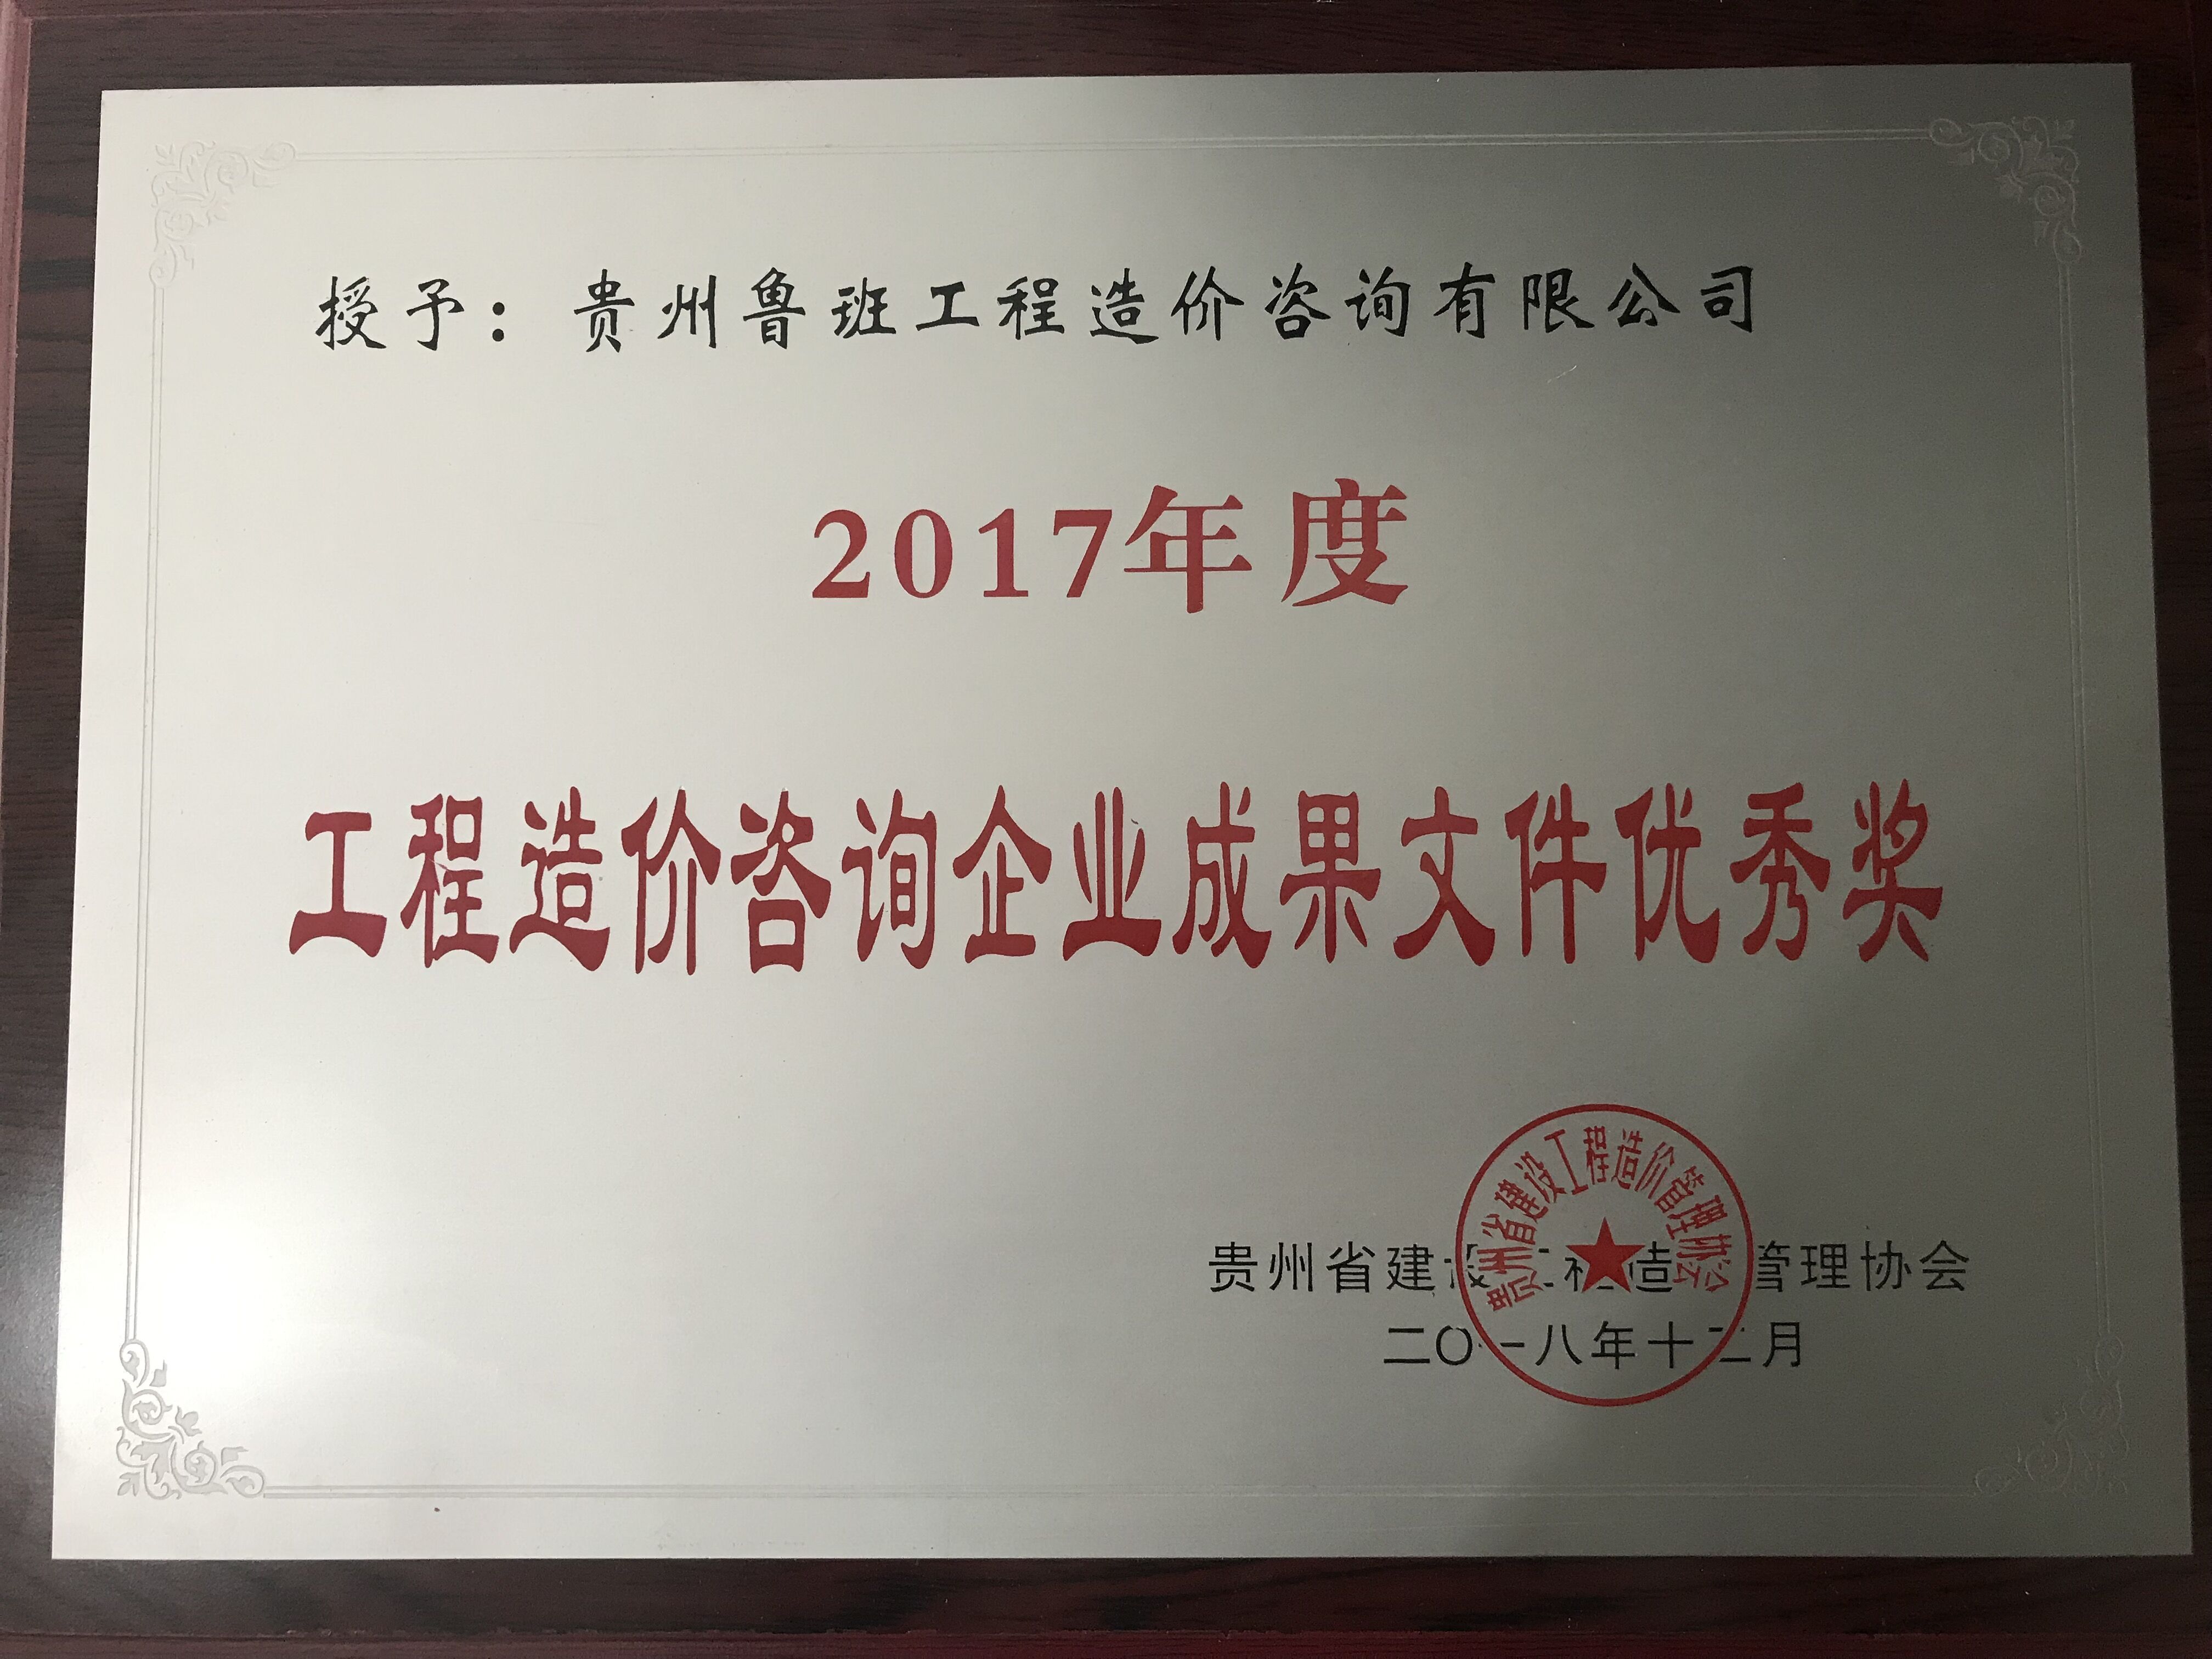 授予：贵州鲁班工程造价咨询有限公司
2017年度
工程造价咨询企业成果文件优秀奖
贵州省建设工程造价管理协会
贵州省建设工程造价管理协会
二〇一八年十二月